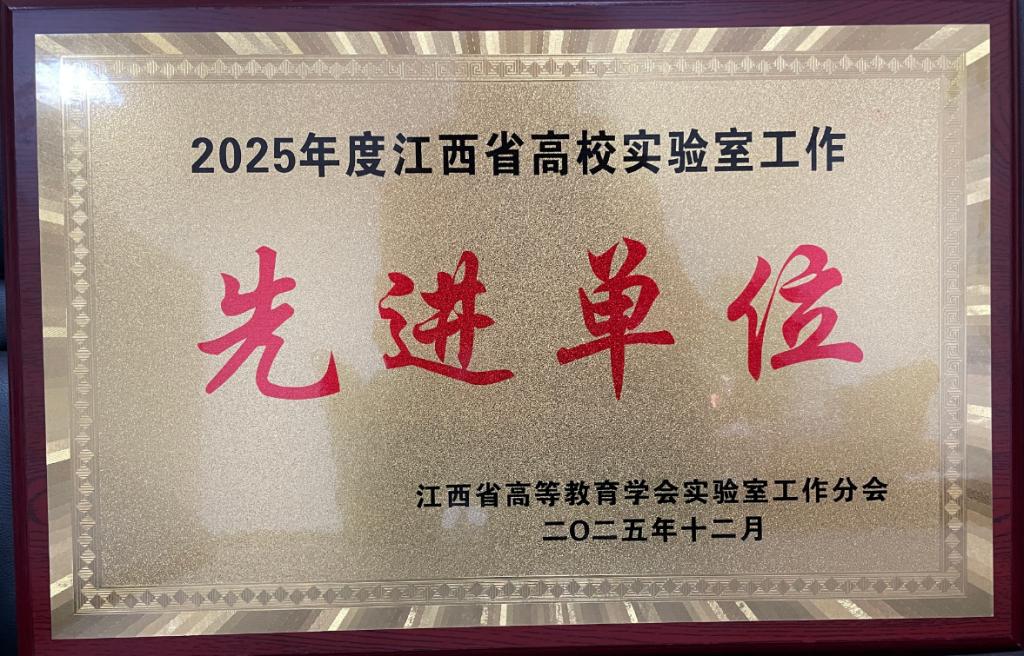 2025年度江西省高校实验室工作
先进单位
江西省高等教育学会实验室工作分会
二〇二五年十二月